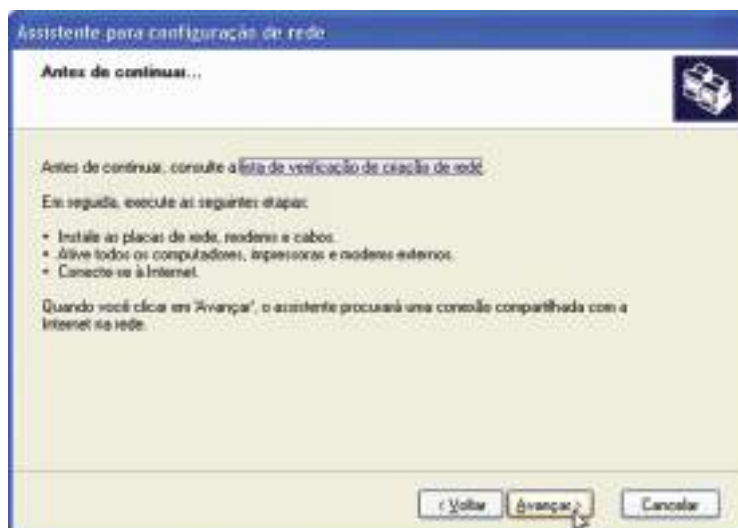 Assistente para configuração de rede
Antes de continuar...
Antes de continuar, consulte a lista de verificação de criação de rede.
Em seguida, execute as seguintes etapas:
• Instale as placas de rede, modems e cabos.
• Ative todos os computadores, impressoras e modems externos.
• Conecte-se à Internet.
Quando você clicar em 'Avançar', o assistente procurará uma conexão compartilhada com a
Internet na rede.
< Voltar
Avançar >
Cancelar